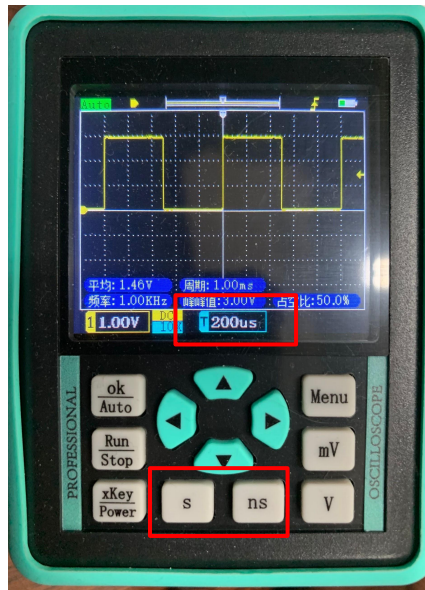 Auto
平均:1.46V 周期:1.00ms
频率:1.00KHz 峰峰值:3.00V 占空比:50.0%
1 1.00V DC 10X T 200us
PROFESSIONAL
OSCILLOSCOPE
ok
Auto
Menu
Run
Stop
mV
xKey
Power
s
ns
V